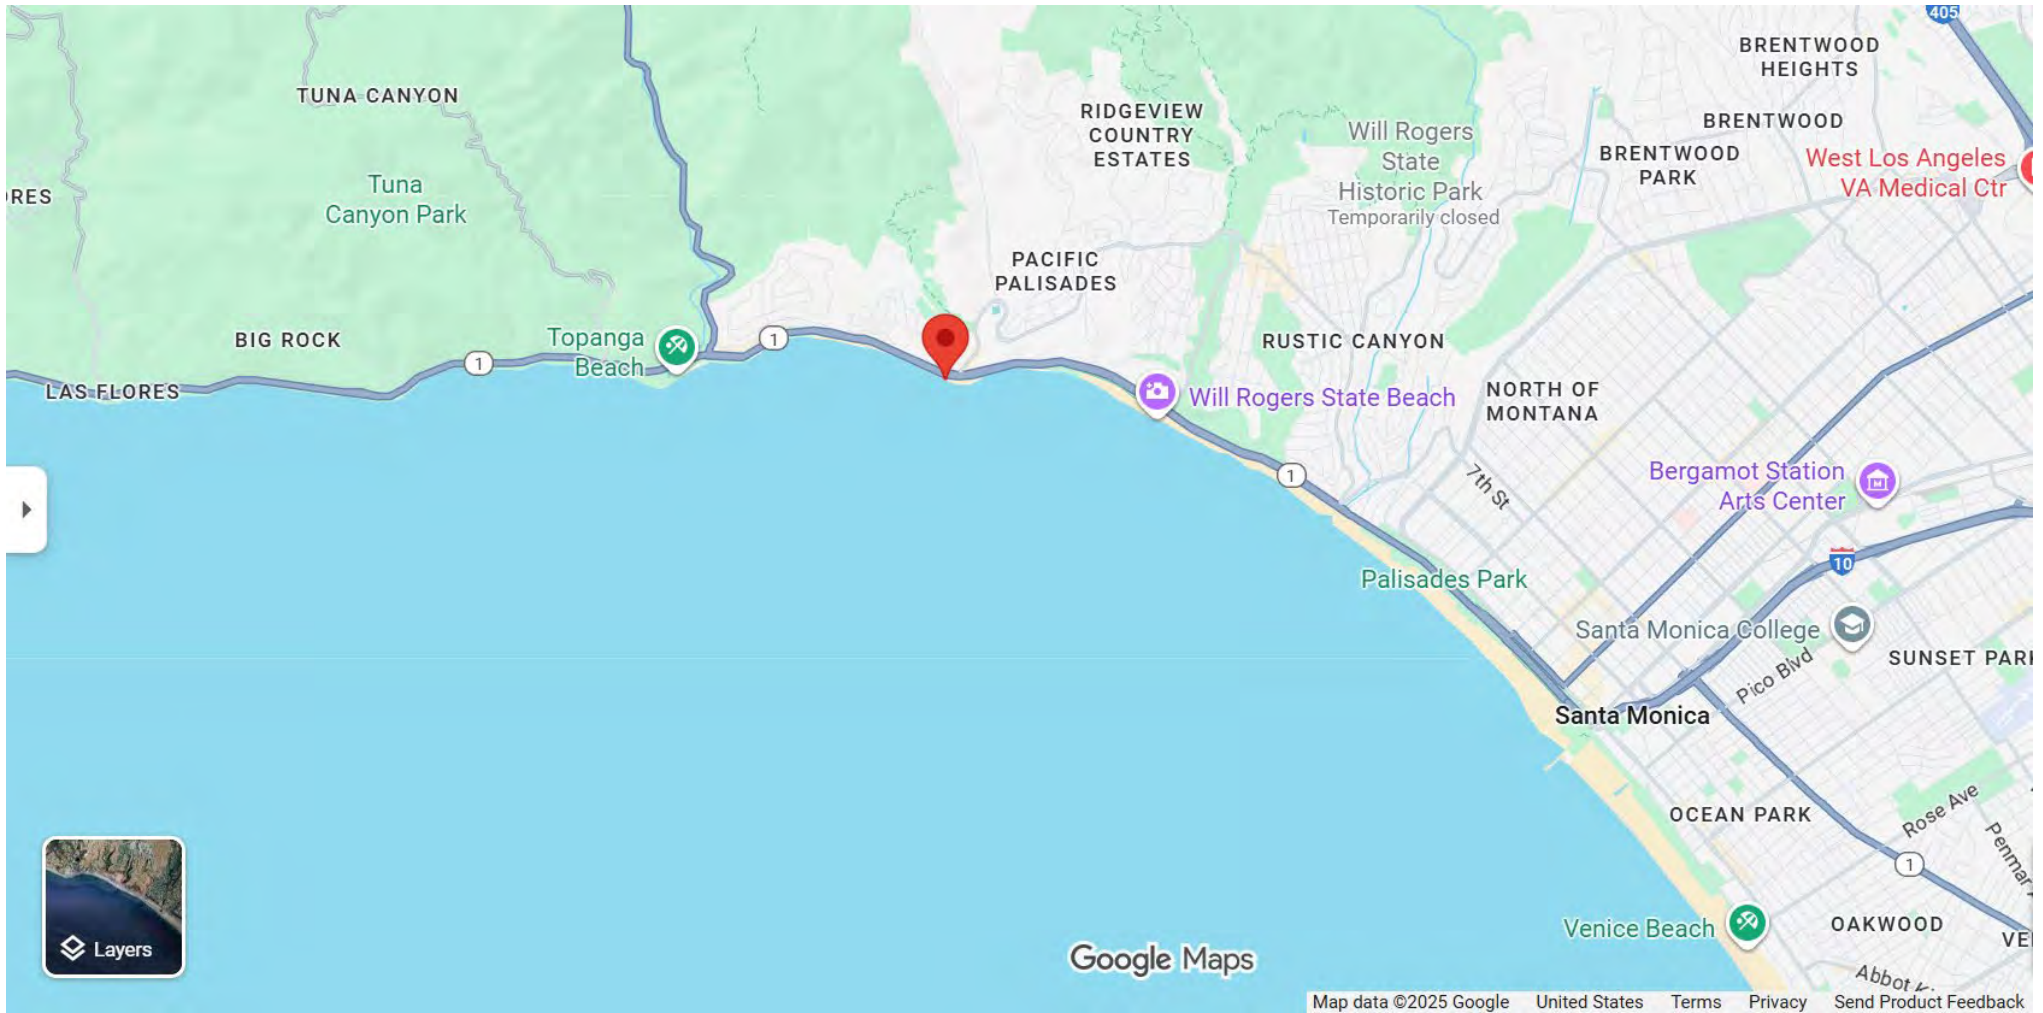 405
BRENTWOOD
HEIGHTS
TUNA CANYON
RIDGEVIEW
COUNTRY
ESTATES
BRENTWOOD
Will Rogers
State
Historic Park
Temporarily closed
BRENTWOOD
PARK
West Los Angeles
VA Medical Ctr
Tuna
Canyon Park
RES
PACIFIC
PALISADES
BIG ROCK
Topanga
Beach
1
1
RUSTIC CANYON
LAS FLORES
Will Rogers State Beach
NORTH OF
MONTANA
1
7th St
Bergamot Station
Arts Center
10
Palisades Park
Santa Monica College
Pico Blvd
SUNSET PARK
Santa Monica
OCEAN PARK
Rose Ave
Penmar
1
Venice Beach
OAKWOOD
VE
Layers
Google Maps
Abbot
Map data ©2025 Google United States Terms Privacy Send Product Feedback